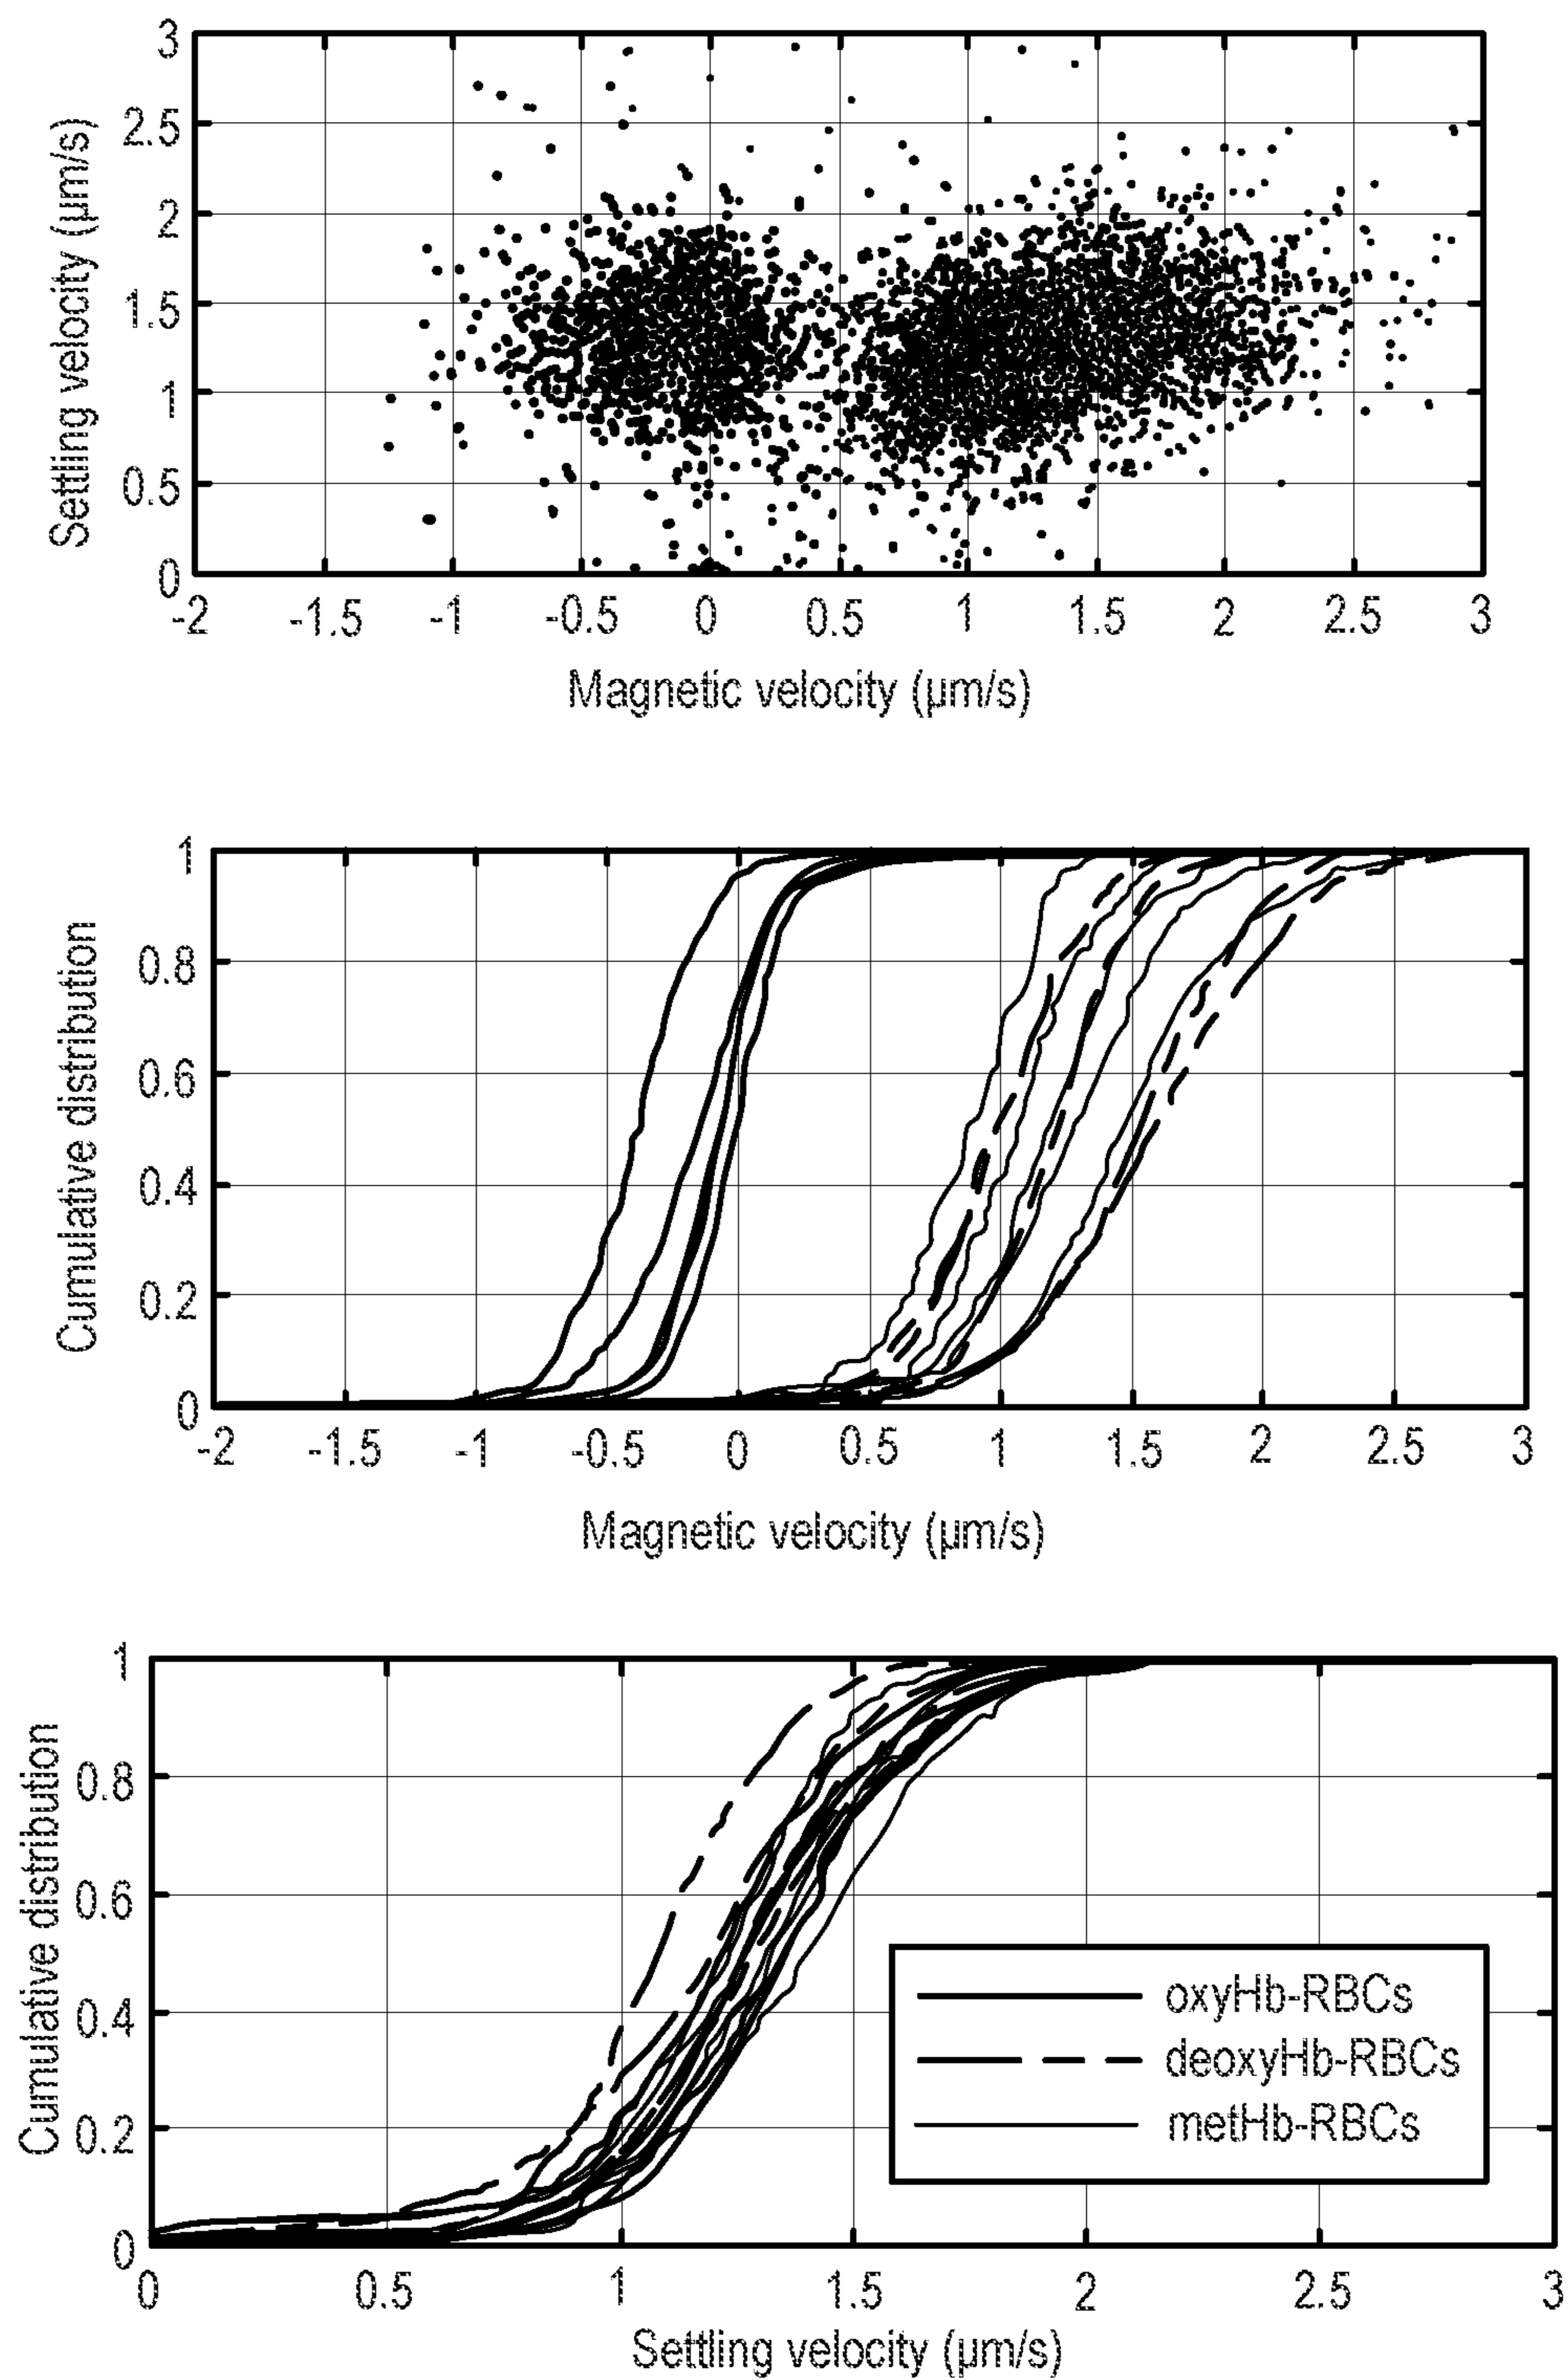 3
2.5
2
1.5
1
0.5
0
Settling velocity (µm/s)
-2 -1.5 -1 -0.5 0 0.5 1 1.5 2 2.5 3
Magnetic velocity (µm/s)
1
0.8
0.6
0.4
0.2
0
Cumulative distribution
-2 -1.5 -1 -0.5 0 0.5 1 1.5 2 2.5 3
Magnetic velocity (µm/s)
1
0.8
0.6
0.4
0.2
0
Cumulative distribution
oxyHb-RBCs
deoxyHb-RBCs
metHb-RBCs
0 0.5 1 1.5 2 2.5 3
Settling velocity (µm/s)